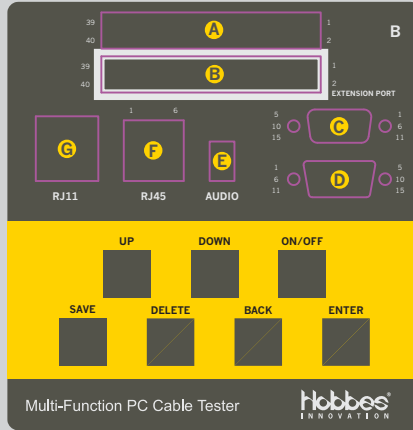 39 A 1
40 2
B
39 B 1
40 2
EXTENSION PORT
1 6
5 1
10 C 6
15 11
G F E
1 5
6 D 10
11 15
RJ11 RJ45 AUDIO
UP DOWN ON/OFF
SAVE DELETE BACK ENTER
Multi-Function PC Cable Tester
Hobbes®
INNOVATION